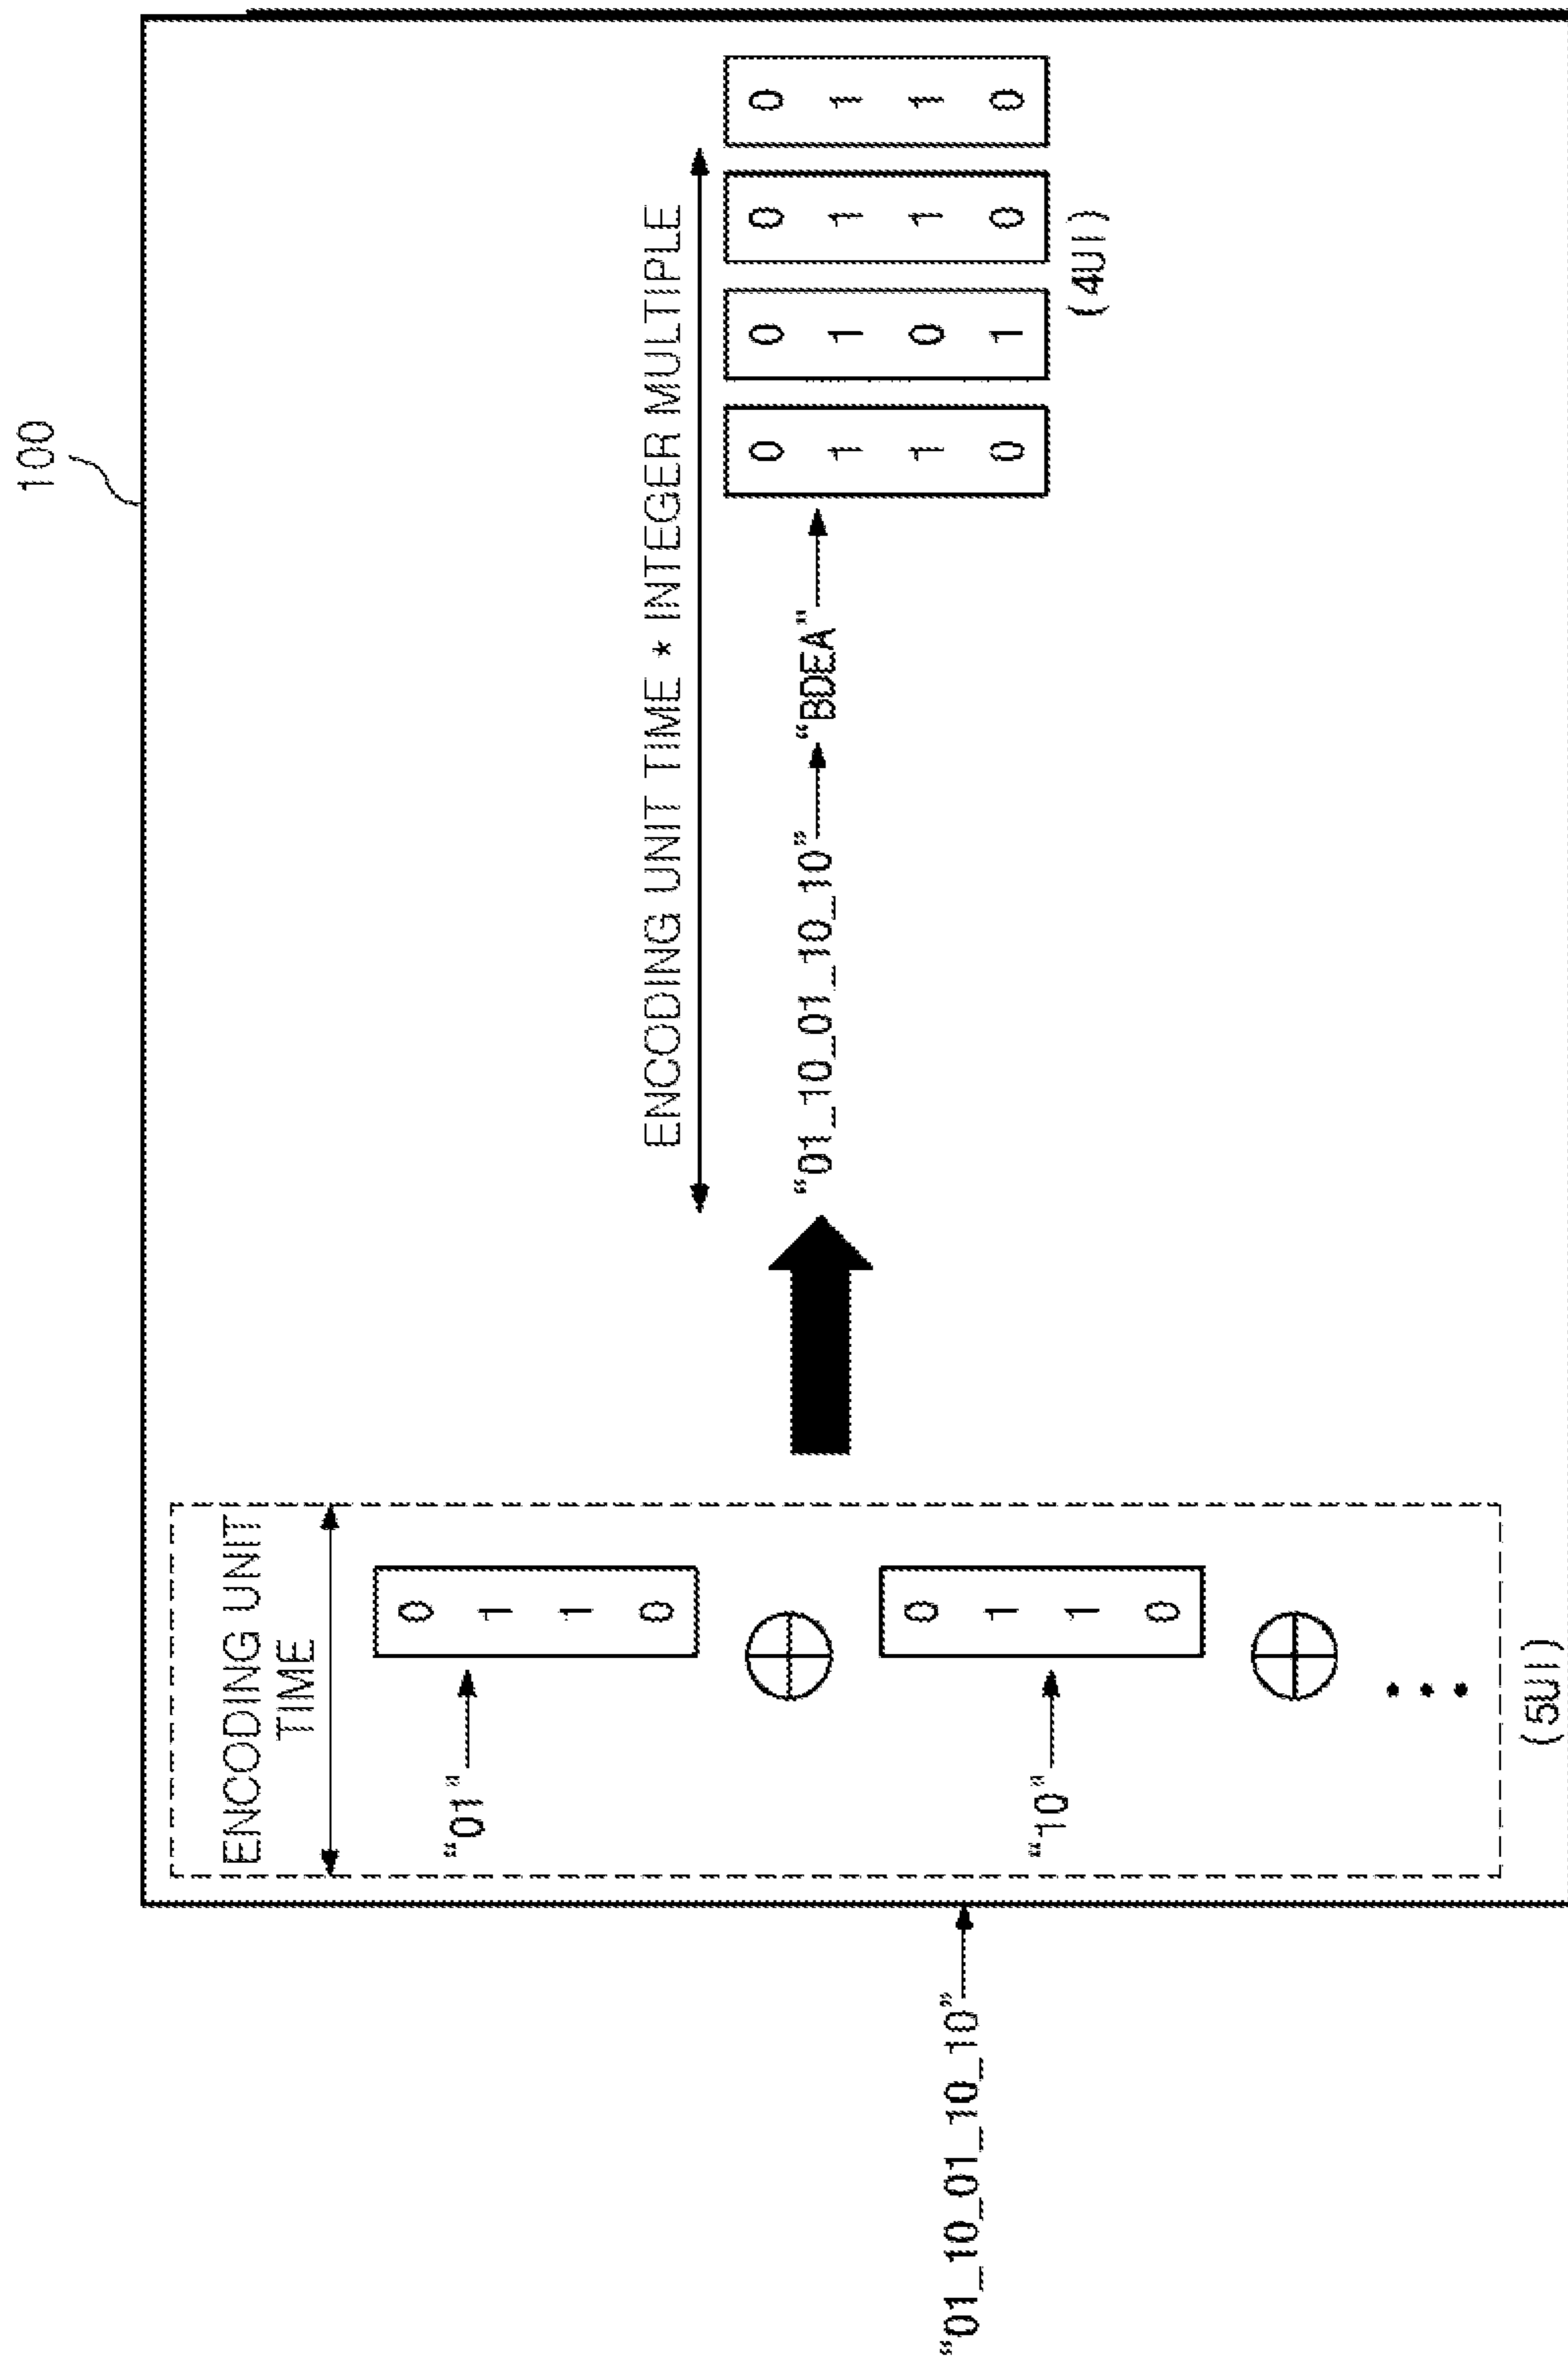 100
ENCODING UNIT
TIME
"01"
0
1
1
0
"10"
0
1
1
0
(5UI)
"01_10_01_10_10"
ENCODING UNIT TIME * INTEGER MULTIPLE
"01_10_01_10_10" "BDEA"
0 0 0 0
1 1 1 1
1 0 1 1
0 1 0 0
(4UI)